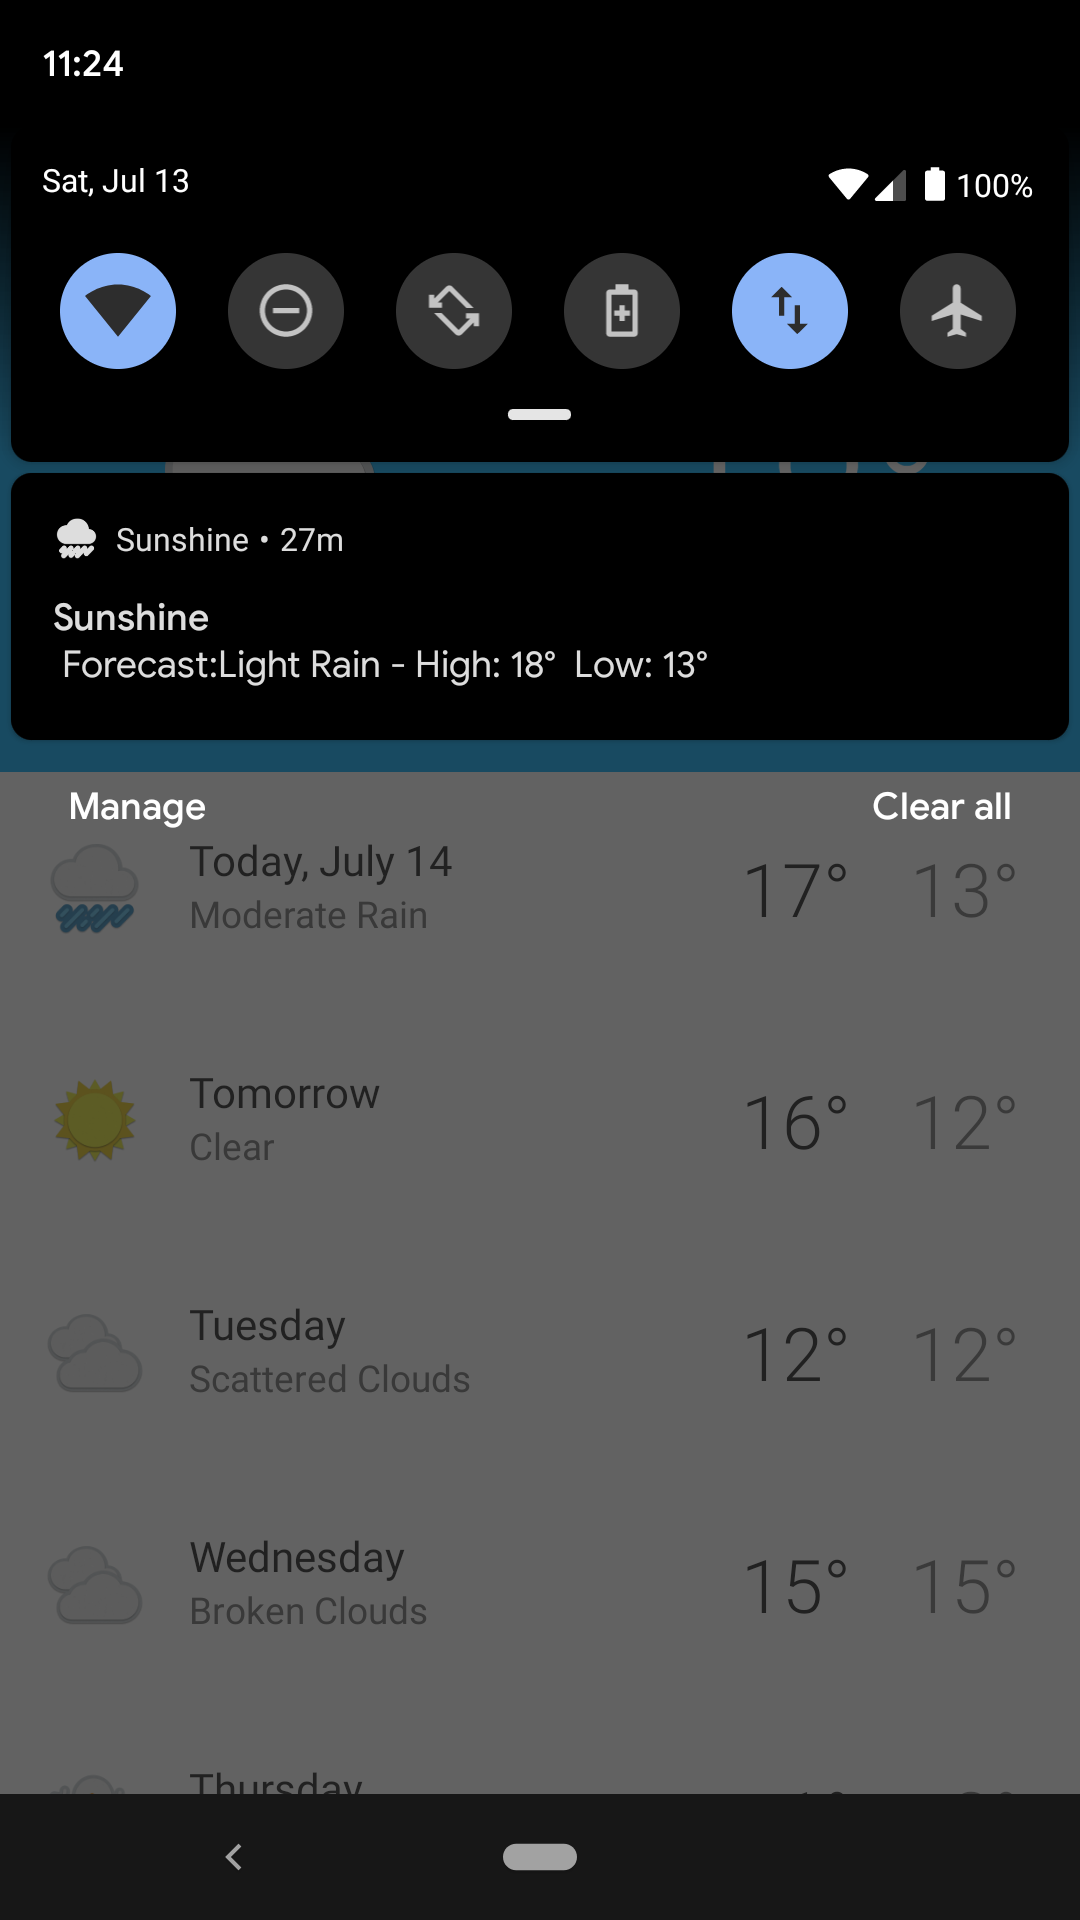 11:24
Sat, Jul 13
100%
Sunshine • 27m
Sunshine
Forecast:Light Rain - High: 18° Low: 13°
Manage
Clear all
Today, July 14
Moderate Rain
17° 13°
Tomorrow
Clear
16° 12°
Tuesday
Scattered Clouds
12° 12°
Wednesday
Broken Clouds
15° 15°
Thursday